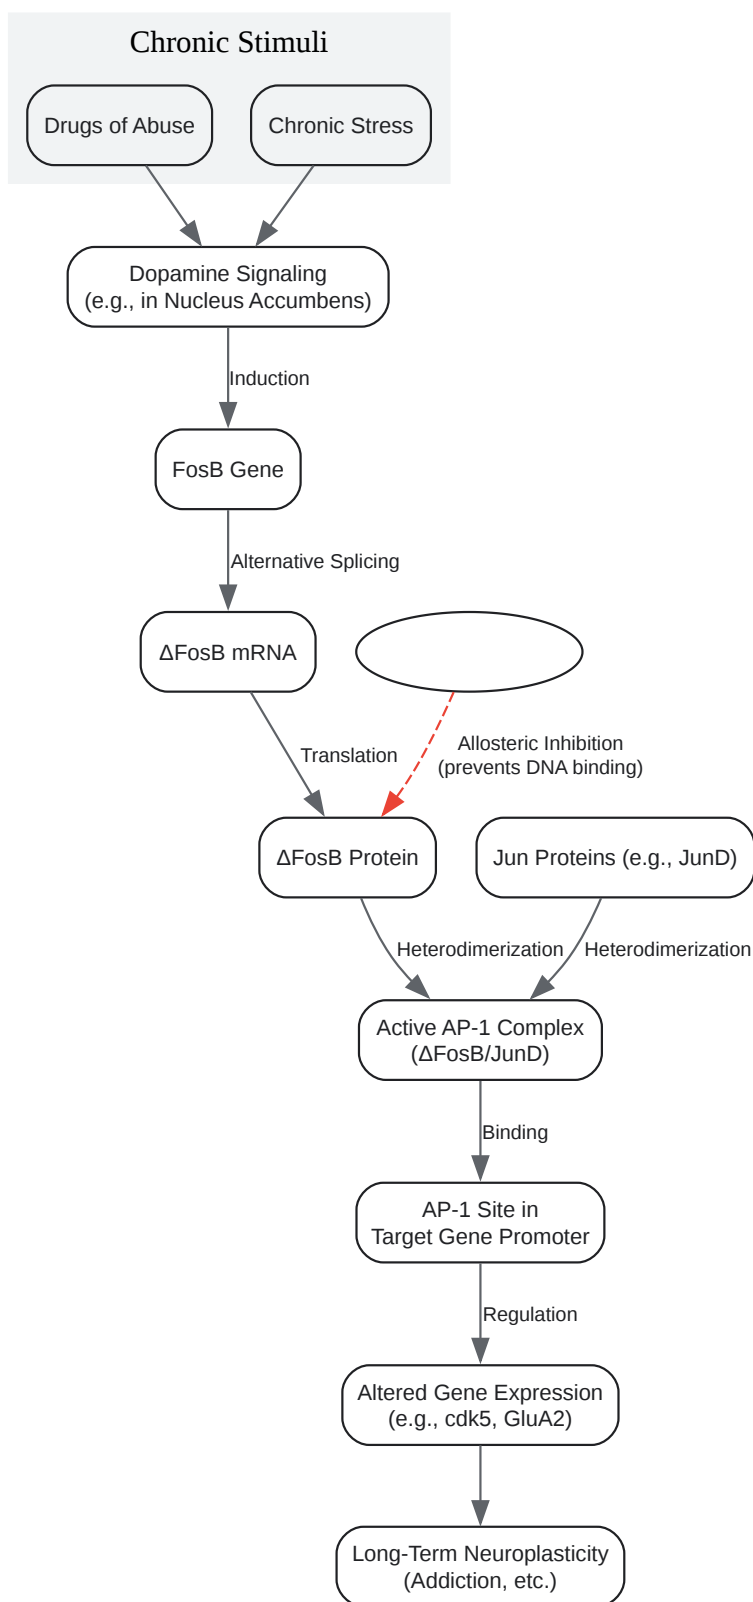 Chronic Stimuli
Drugs of Abuse
Chronic Stress
Dopamine Signaling
(e.g., in Nucleus Accumbens)
Induction
FosB Gene
Alternative Splicing
ΔFosB mRNA
Translation
Allosteric Inhibition
(prevents DNA binding)
ΔFosB Protein
Jun Proteins (e.g., JunD)
Heterodimerization
Heterodimerization
Active AP-1 Complex
(ΔFosB/JunD)
Binding
AP-1 Site in
Target Gene Promoter
Regulation
Altered Gene Expression
(e.g., cdk5, GluA2)
Long-Term Neuroplasticity
(Addiction, etc.)